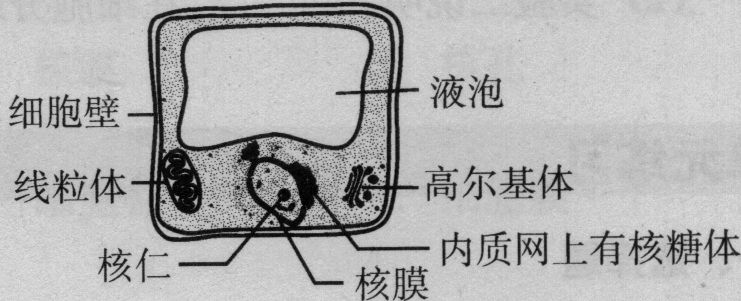 细胞壁
液泡
线粒体
高尔基体
内质网上有核糖体
核仁
核膜